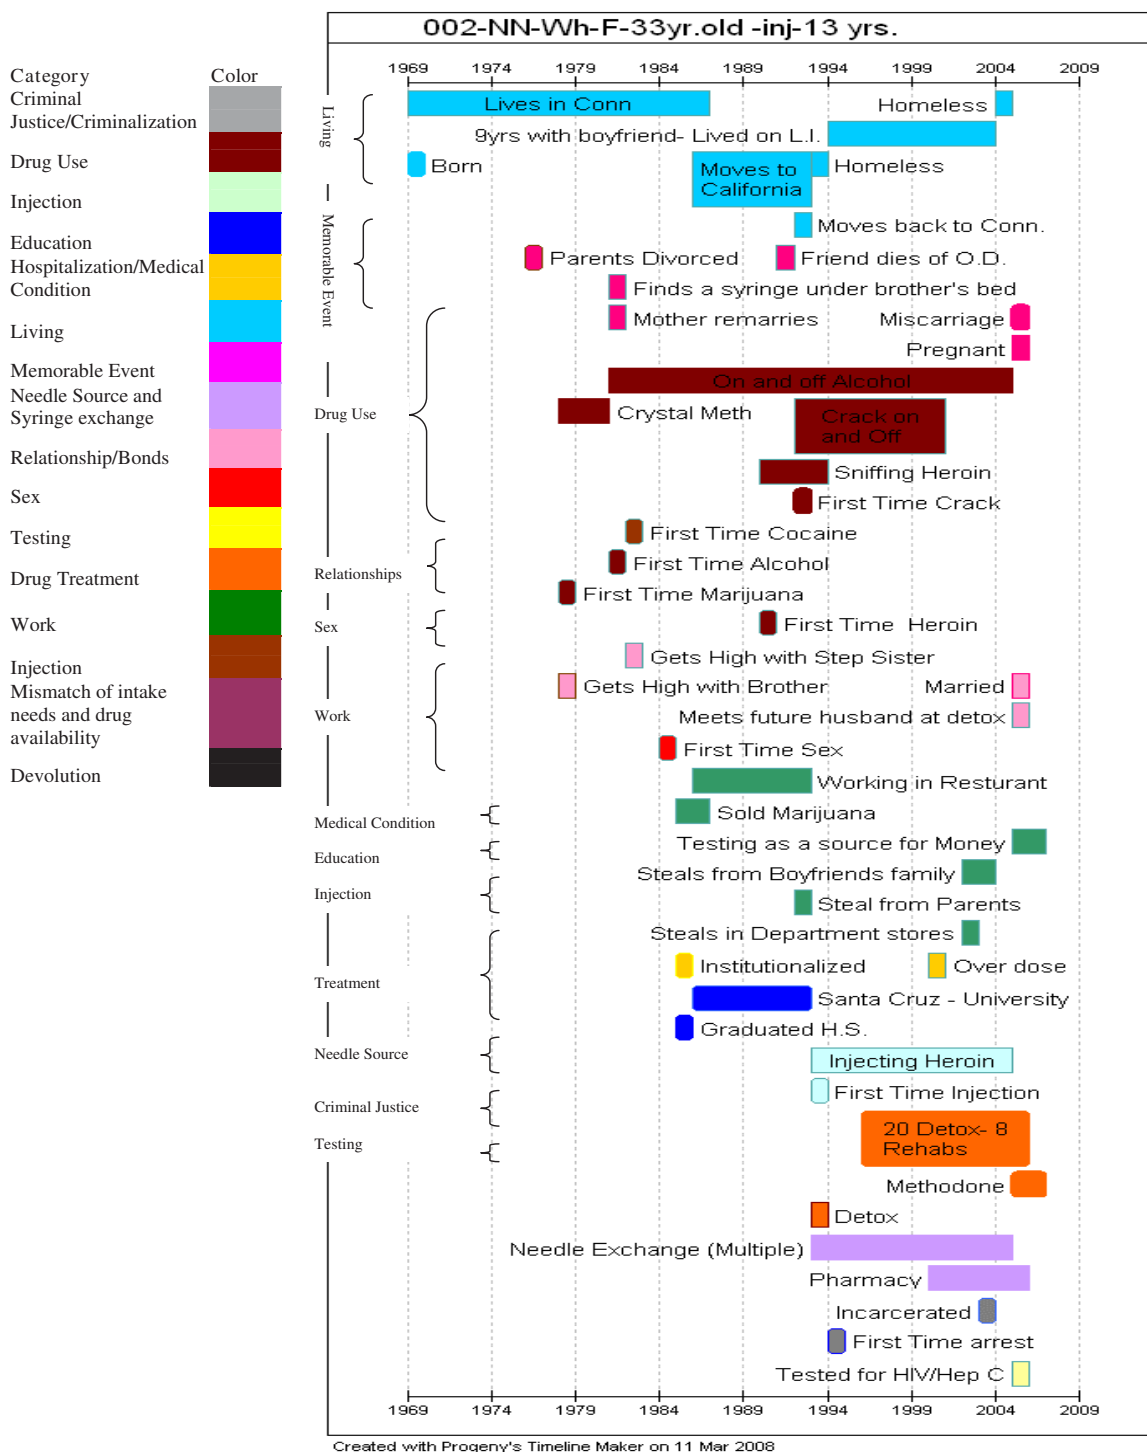 002-NN-Wh-F-33yr.old -inj-13 yrs.
Category Color
Criminal
Justice/Criminalization
Drug Use
Injection
Education
Hospitalization/Medical
Condition
Living
Memorable Event
Needle Source and
Syringe exchange
Relationship/Bonds
Sex
Testing
Drug Treatment
Work
Injection
Mismatch of intake
needs and drug
availability
Devolution
Living
Memorable Event
Drug Use
Relationships
Sex
Work
Medical Condition
Education
Injection
Treatment
Needle Source
Criminal Justice
Testing
1969 1974 1979 1984 1989 1994 1999 2004 2009
Lives in Conn Homeless
9yrs with boyfriend- Lived on L.I.
Born Moves to Homeless
California
Moves back to Conn.
Parents Divorced Friend dies of O.D.
Finds a syringe under brother's bed
Mother remarries Miscarriage
Pregnant
On and off Alcohol
Crystal Meth Crack on
and Off
Sniffing Heroin
First Time Crack
First Time Cocaine
First Time Alcohol
First Time Marijuana
First Time Heroin
Gets High with Step Sister
Gets High with Brother Married
Meets future husband at detox
First Time Sex
Working in Resturant
Sold Marijuana
Testing as a source for Money
Steals from Boyfriends family
Steal from Parents
Steals in Department stores
Institutionalized Over dose
Santa Cruz - University
Graduated H.S.
Injecting Heroin
First Time Injection
20 Detox- 8
Rehabs
Methodone
Detox
Needle Exchange (Multiple)
Pharmacy
Incarcerated
First Time arrest
Tested for HIV/Hep C
1969 1974 1979 1984 1989 1994 1999 2004 2009
Created with Progeny's Timeline Maker on 11 Mar 2008